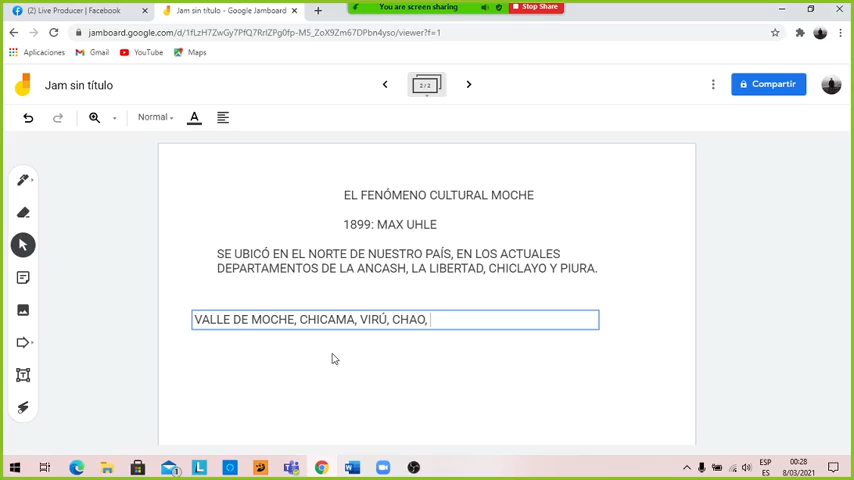 (2) Live Producer | Facebook
Jam sin título - Google Jamboard
You are screen sharing
Stop Share
jamboard.google.com/d/1fLzH7ZwGy7PfQ7RrIZPg0fp-M5_ZoX9Zm67DPbn4yso/viewer?f=1
Aplicaciones
Gmail
YouTube
Maps
Jam sin título
2 / 2
Compartir
Normal
A
EL FENÓMENO CULTURAL MOCHE
1899: MAX UHLE
SE UBICÓ EN EL NORTE DE NUESTRO PAÍS, EN LOS ACTUALES
DEPARTAMENTOS DE LA ANCASH, LA LIBERTAD, CHICLAYO Y PIURA.
VALLE DE MOCHE, CHICAMA, VIRÚ, CHAO,
ESP
ES
00:28
8/03/2021